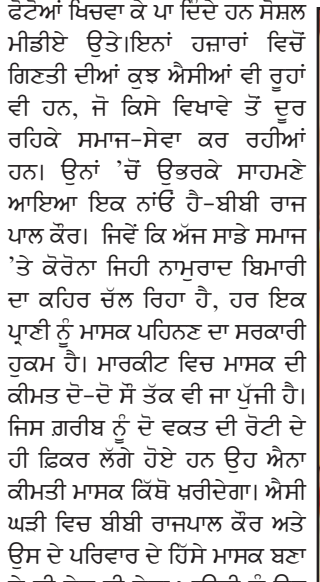 ਫੋਟੋਆਂ ਖਿਚਵਾ ਕੇ ਪਾ ਦਿੰਦੇ ਹਨ ਸੋਸ਼ਲ
ਮੀਡੀਏ ਉਤੇ।ਇਨਾਂ ਹਜ਼ਾਰਾਂ ਵਿਚੋਂ
ਗਿਣਤੀ ਦੀਆਂ ਕੁਝ ਐਸੀਆਂ ਵੀ ਰੂਹਾਂ
ਵੀ ਹਨ, ਜੋ ਕਿਸੇ ਵਿਖਾਵੇ ਤੋਂ ਦੂਰ
ਰਹਿਕੇ ਸਮਾਜ-ਸੇਵਾ ਕਰ ਰਹੀਆਂ
ਹਨ। ਉਨਾਂ 'ਚੋਂ ਉਭਰਕੇ ਸਾਹਮਣੇ
ਆਇਆ ਇਕ ਨਾਂਓਂ ਹੈ-ਬੀਬੀ ਰਾਜ
ਪਾਲ ਕੌਰ। ਜਿਵੇਂ ਕਿ ਅੱਜ ਸਾਡੇ ਸਮਾਜ
'ਤੇ ਕੋਰੋਨਾ ਜਿਹੀ ਨਾਮੁਰਾਦ ਬਿਮਾਰੀ
ਦਾ ਕਹਿਰ ਚੱਲ ਰਿਹਾ ਹੈ, ਹਰ ਇਕ
ਪ੍ਰਾਣੀ ਨੂੰ ਮਾਸਕ ਪਹਿਨਣ ਦਾ ਸਰਕਾਰੀ
ਹੁਕਮ ਹੈ। ਮਾਰਕੀਟ ਵਿਚ ਮਾਸਕ ਦੀ
ਕੀਮਤ ਦੋ-ਦੋ ਸੌ ਤੱਕ ਵੀ ਜਾ ਪੁੱਜੀ ਹੈ।
ਜਿਸ ਗ਼ਰੀਬ ਨੂੰ ਦੋ ਵਕਤ ਦੀ ਰੋਟੀ ਦੇ
ਹੀ ਫ਼ਿਕਰ ਲੱਗੇ ਹੋਏ ਹਨ ਉਹ ਐਨਾ
ਕੀਮਤੀ ਮਾਸਕ ਕਿੱਥੋ ਖ਼ਰੀਦੇਗਾ। ਐਸੀ
ਘੜੀ ਵਿਚ ਬੀਬੀ ਰਾਜਪਾਲ ਕੌਰ ਅਤੇ
ਉਸ ਦੇ ਪਰਿਵਾਰ ਦੇ ਹਿੱਸੇ ਮਾਸਕ ਬਣਾ